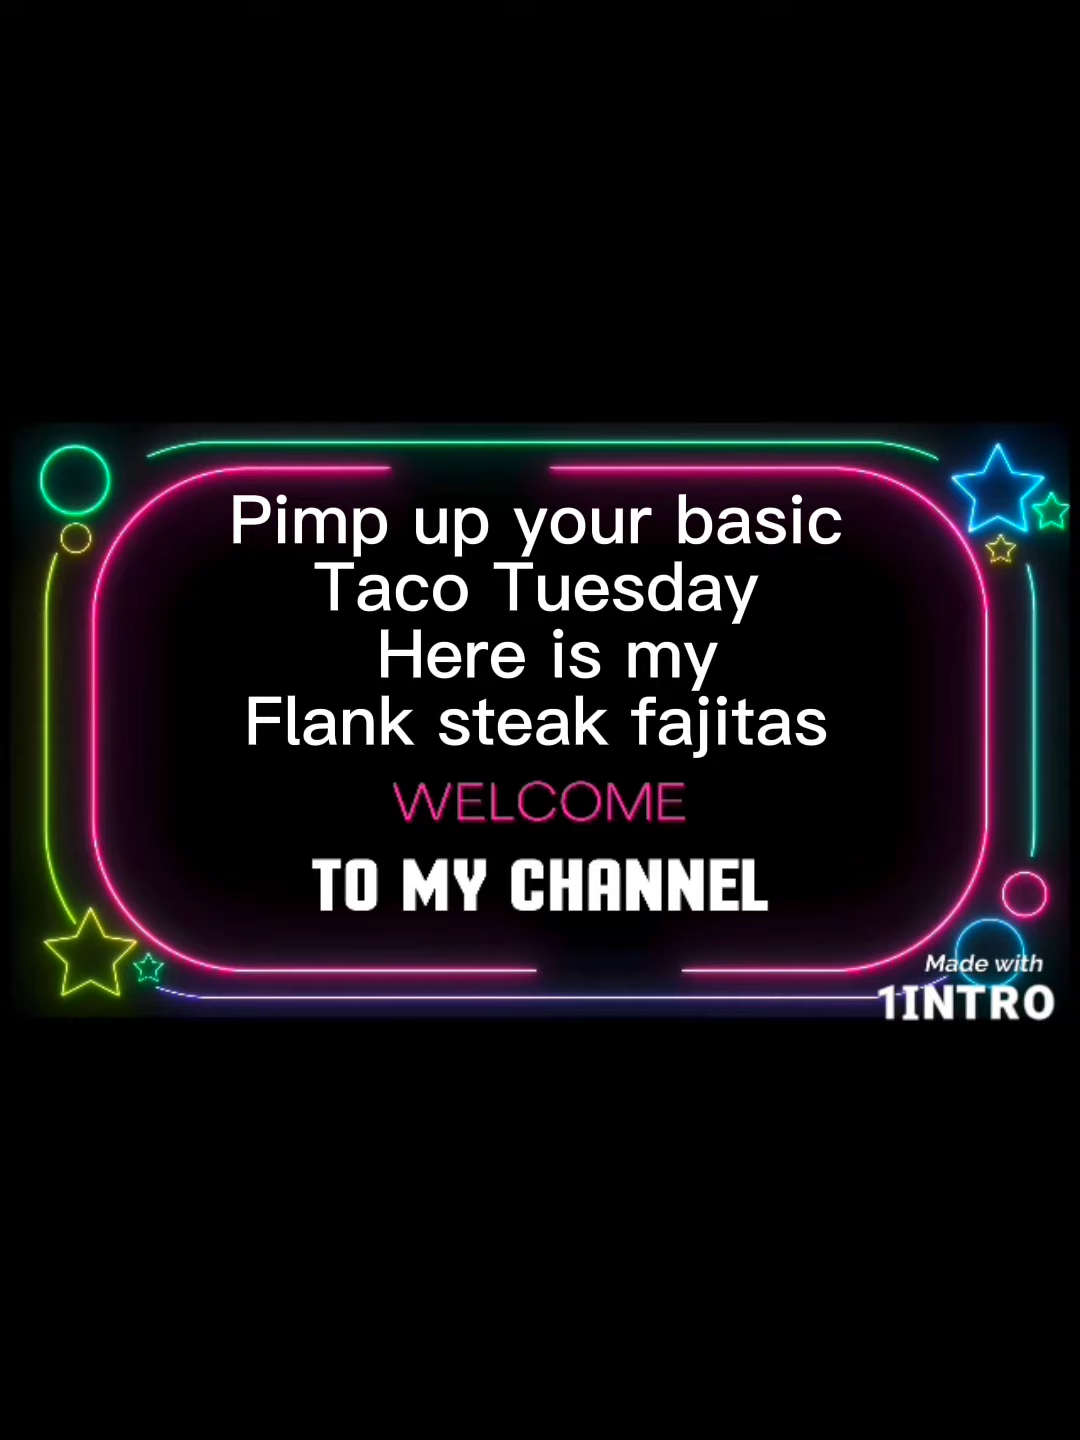 Pimp up your basic
Taco Tuesday
Here is my
Flank steak fajitas
WELCOME
TO MY CHANNEL
Made with
1INTRO